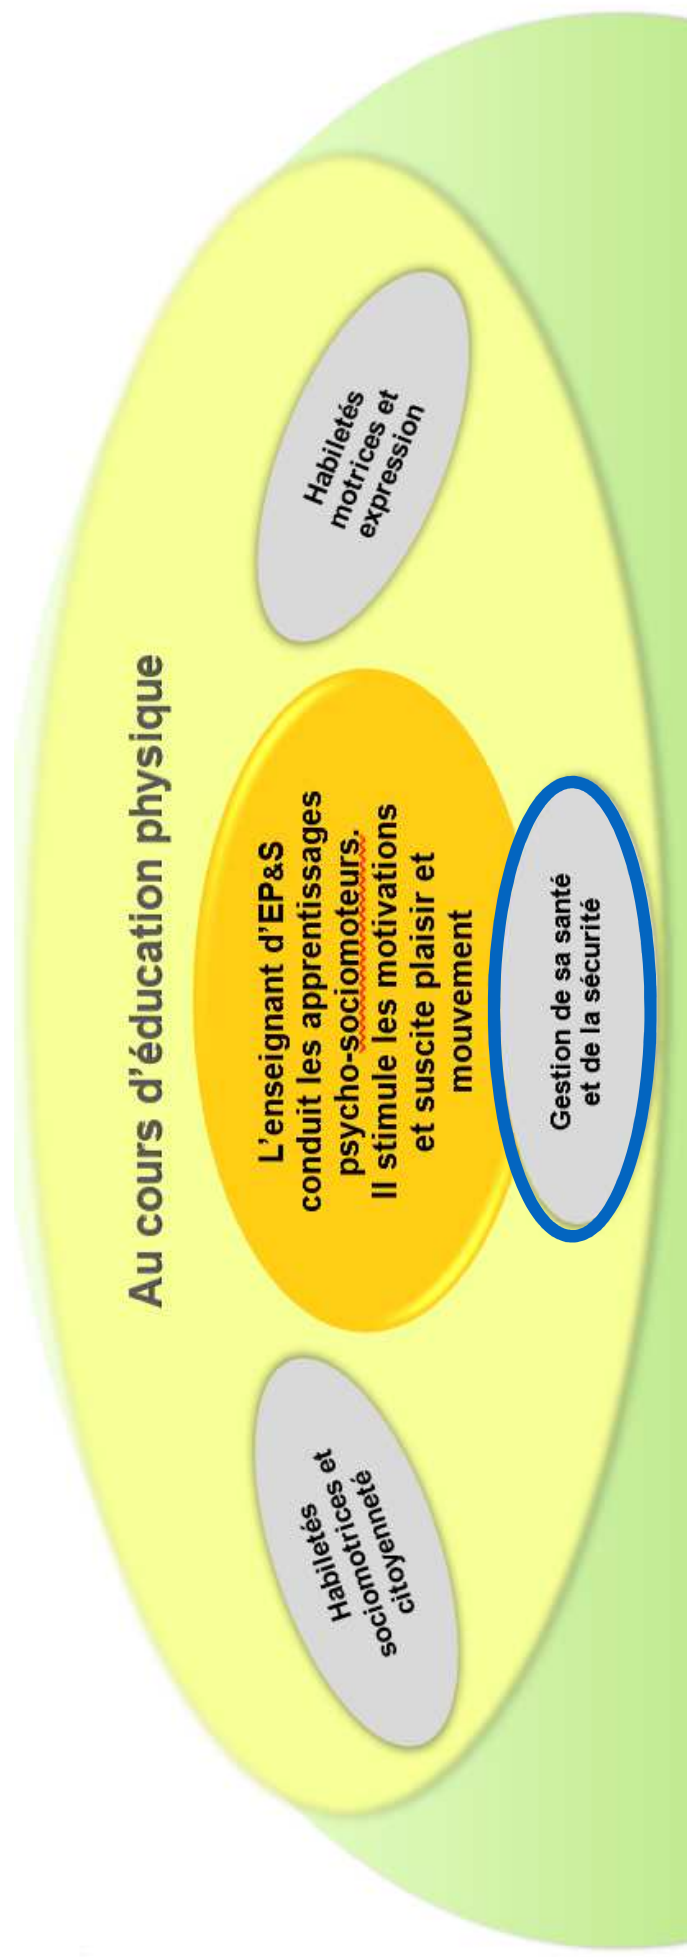 Au cours d’éducation physique
L’enseignant d’EP&S
conduit les apprentissages
psycho-sociomoteurs.
Il stimule les motivations
et suscite plaisir et
mouvement
Habiletés
sociomotrices et
citoyenneté
Gestion de sa santé
et de la sécurité
Habiletés
motrices et
expression